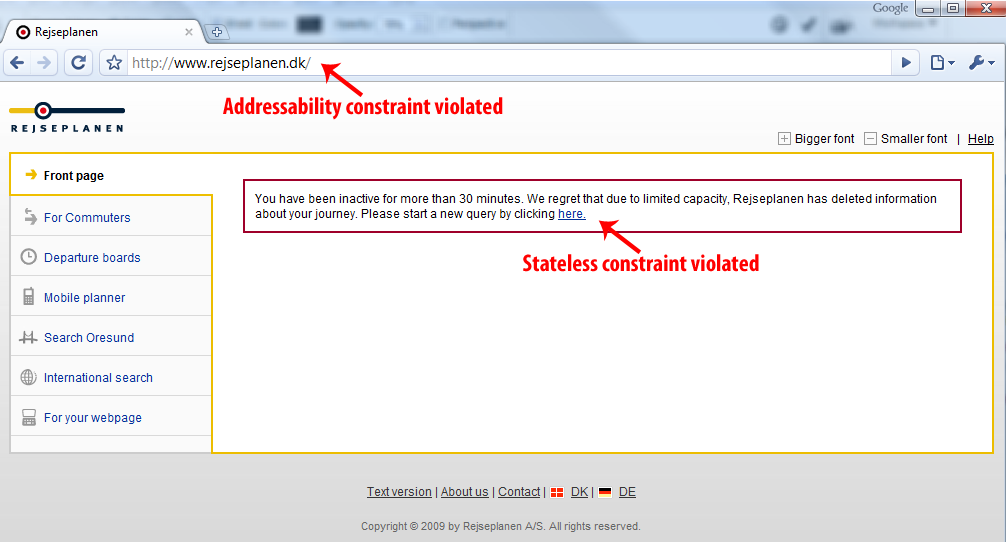 Google
Rejseplanen
http://www.rejseplanen.dk/
Addressability constraint violated
REJSEPLANEN
Bigger font Smaller font | Help
Front page
You have been inactive for more than 30 minutes. We regret that due to limited capacity, Rejseplanen has deleted information
about your journey. Please start a new query by clicking here.
Stateless constraint violated
For Commuters
Departure boards
Mobile planner
Search Oresund
International search
For your webpage
Text version | About us | Contact | DK | DE
Copyright © 2009 by Rejseplanen A/S. All rights reserved.